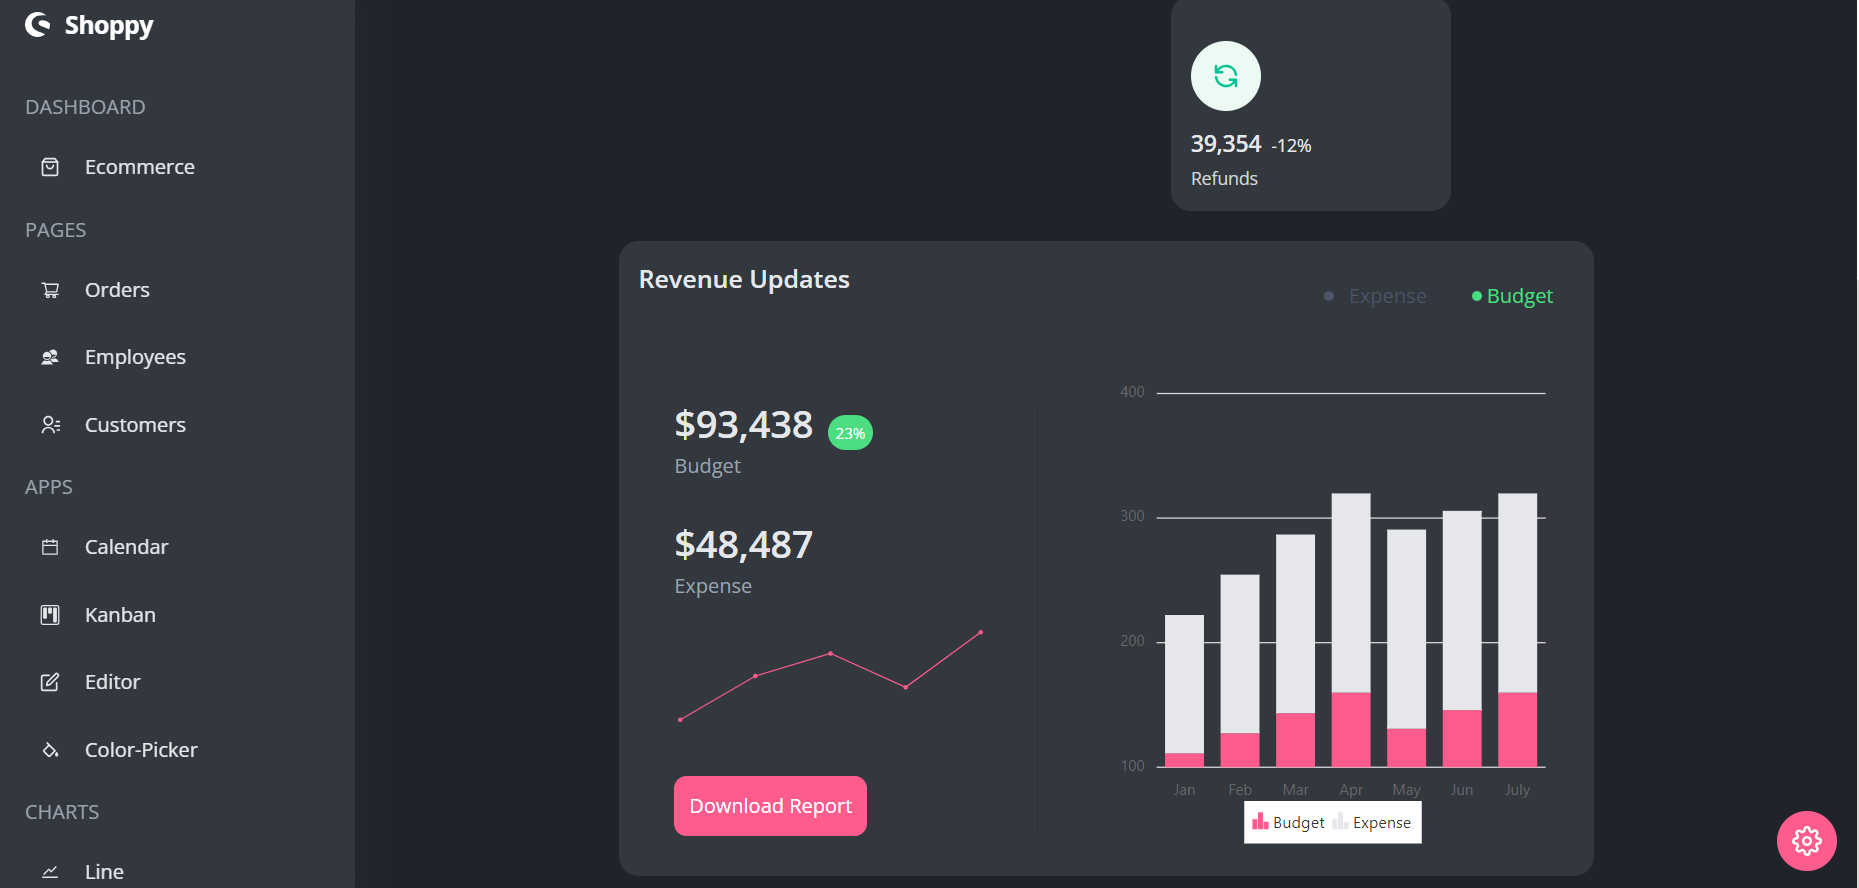 Shoppy
DASHBOARD
Ecommerce
PAGES
Orders
Employees
Customers
APPS
Calendar
Kanban
Editor
Color-Picker
CHARTS
Line
39,354 -12%
Refunds
Revenue Updates
Expense Budget
$93,438 23%
Budget
$48,487
Expense
Download Report
400
300
200
100
Jan Feb Mar Apr May Jun July
Budget Expense